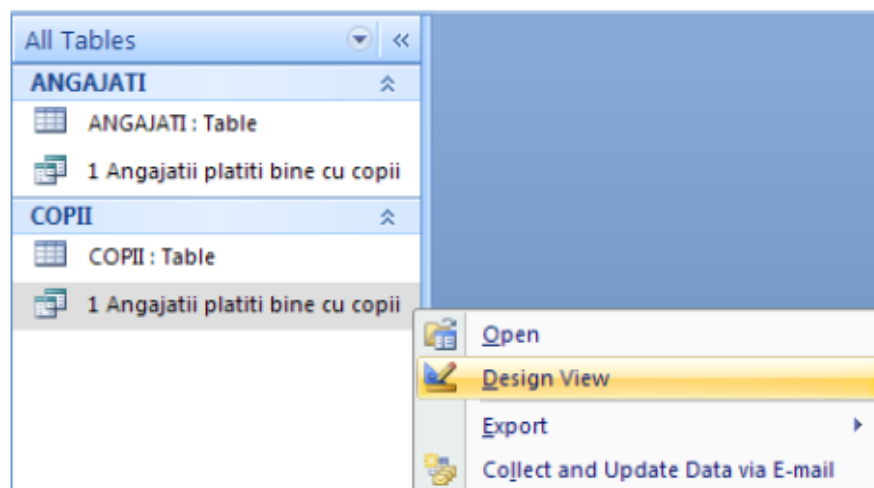 All Tables
ANGAJATI
ANGAJATI : Table
1 Angajatii platiti bine cu copii
COPII
COPII : Table
1 Angajatii platiti bine cu copii
Open
Design View
Export
Collect and Update Data via E-mail